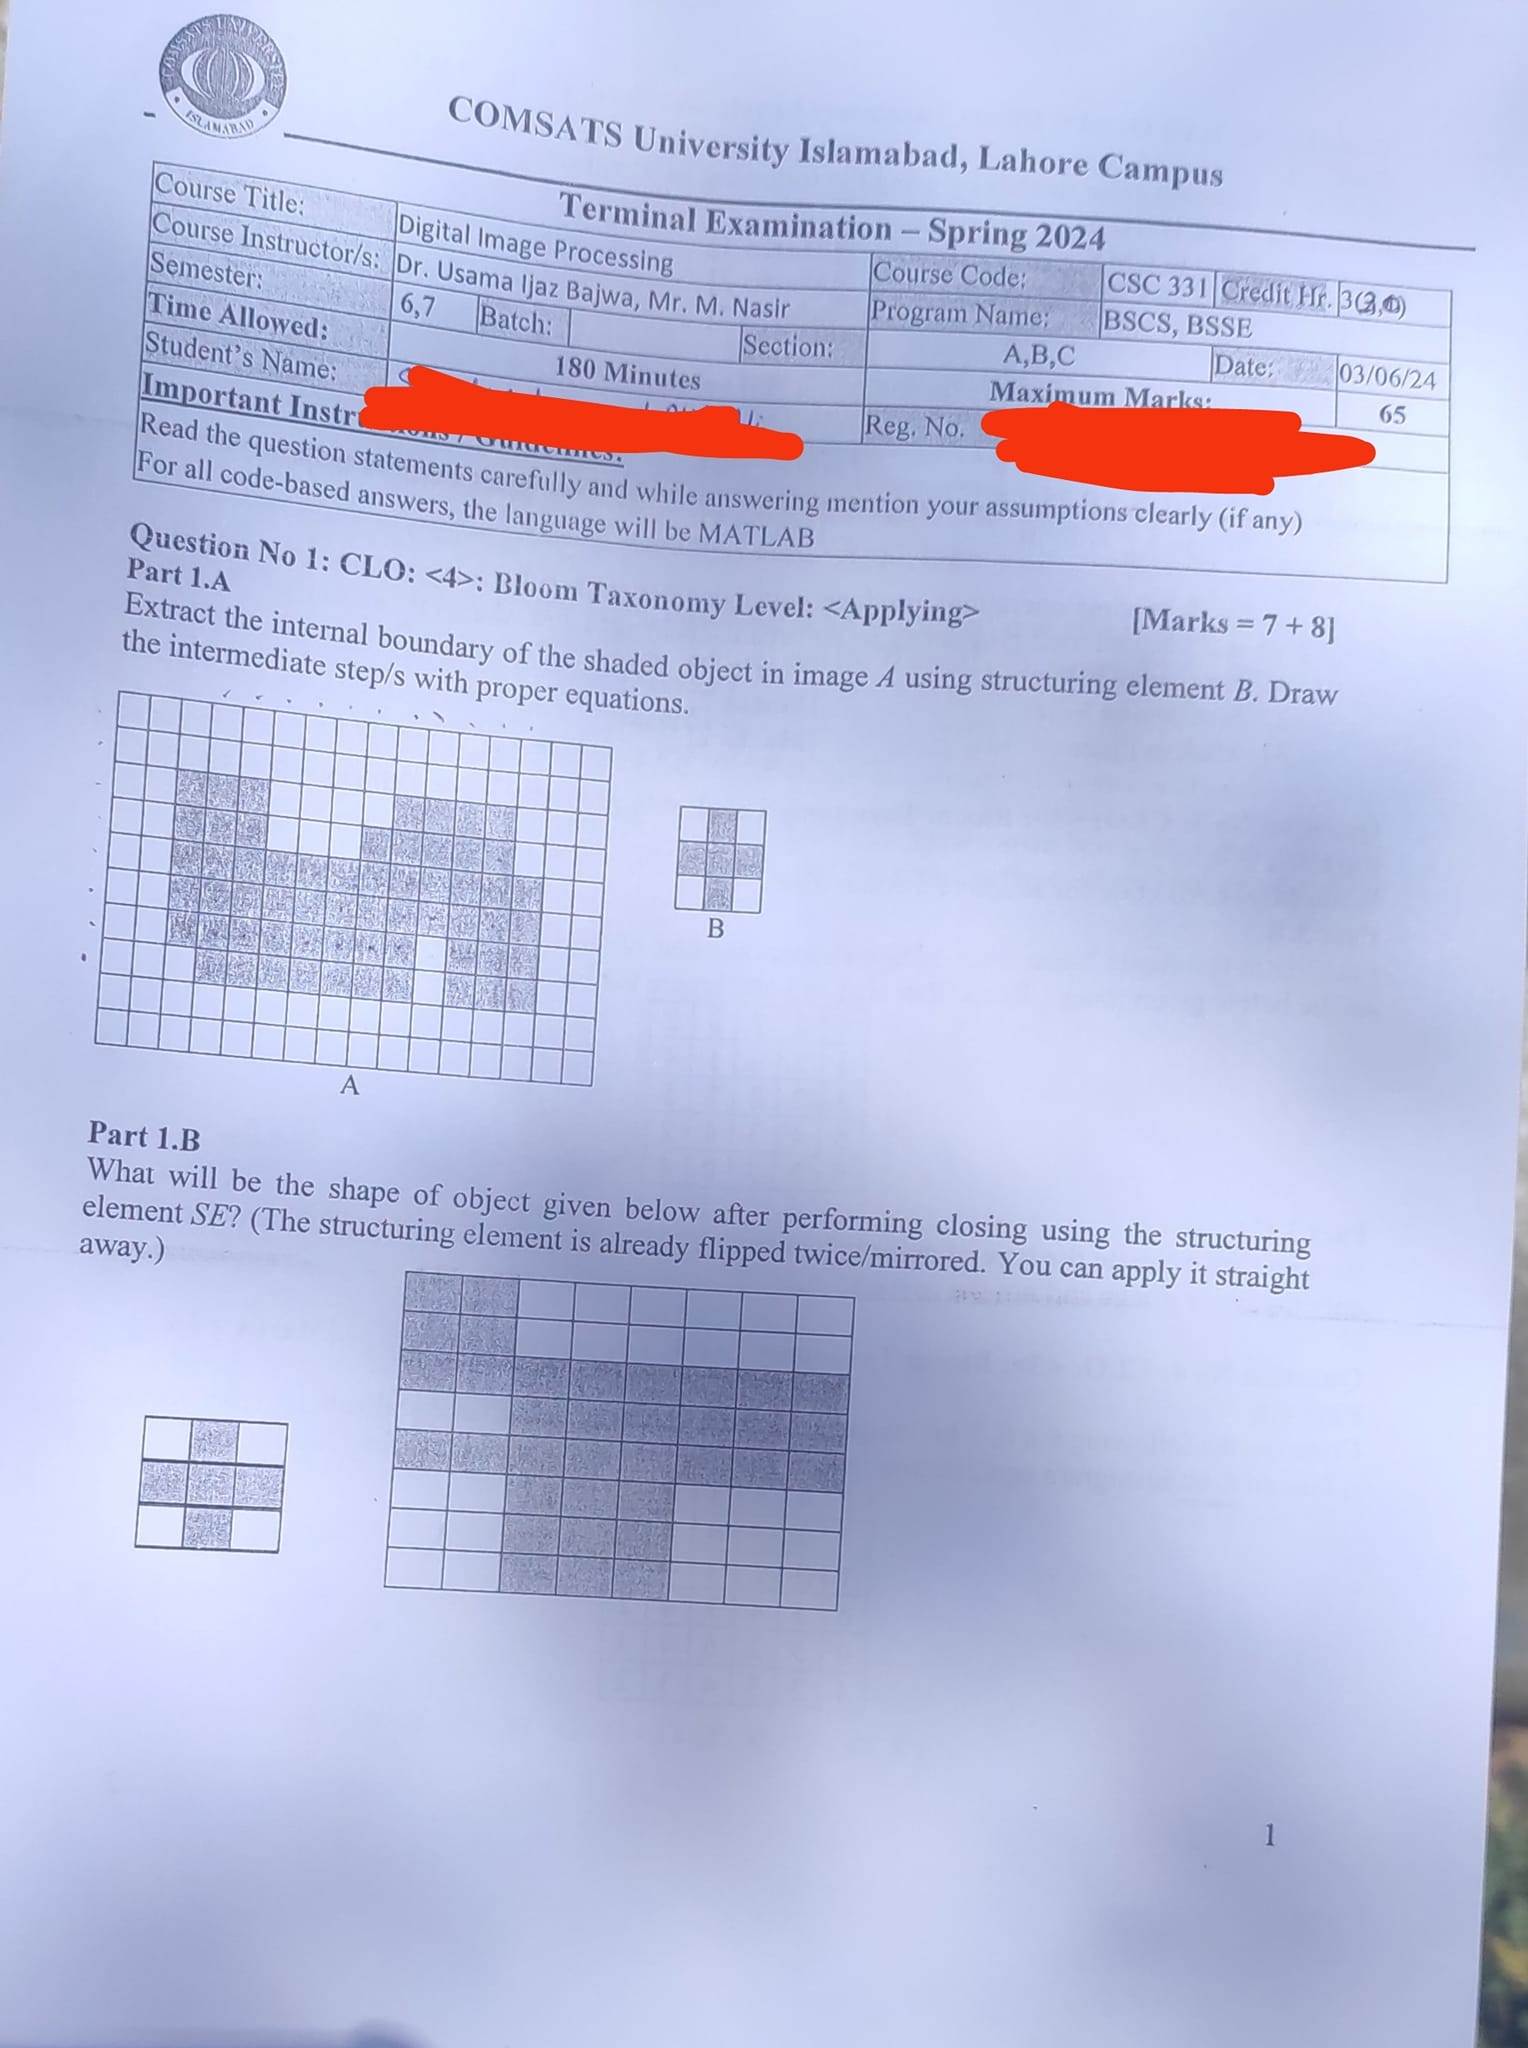 COMSATS UNIVERSITY
ISLAMABAD
COMSATS University Islamabad, Lahore Campus
Terminal Examination – Spring 2024
Course Title: Digital Image Processing Course Code: CSC 331 Credit Hr. 3(3,0)
Course Instructor/s: Dr. Usama Ijaz Bajwa, Mr. M. Nasir Program Name: BSCS, BSSE
Semester: 6,7 Batch: Section: A,B,C Date: 03/06/24
Time Allowed: 180 Minutes Maximum Marks: 65
Student's Name: Reg. No.
Important Instructions / Guidelines:
Read the question statements carefully and while answering mention your assumptions clearly (if any)
For all code-based answers, the language will be MATLAB
Question No 1: CLO: <4>: Bloom Taxonomy Level: <Applying> [Marks = 7 + 8]
Part 1.A
Extract the internal boundary of the shaded object in image A using structuring element B. Draw
the intermediate step/s with proper equations.
B
A
Part 1.B
What will be the shape of object given below after performing closing using the structuring
element SE? (The structuring element is already flipped twice/mirrored. You can apply it straight
away.)
1